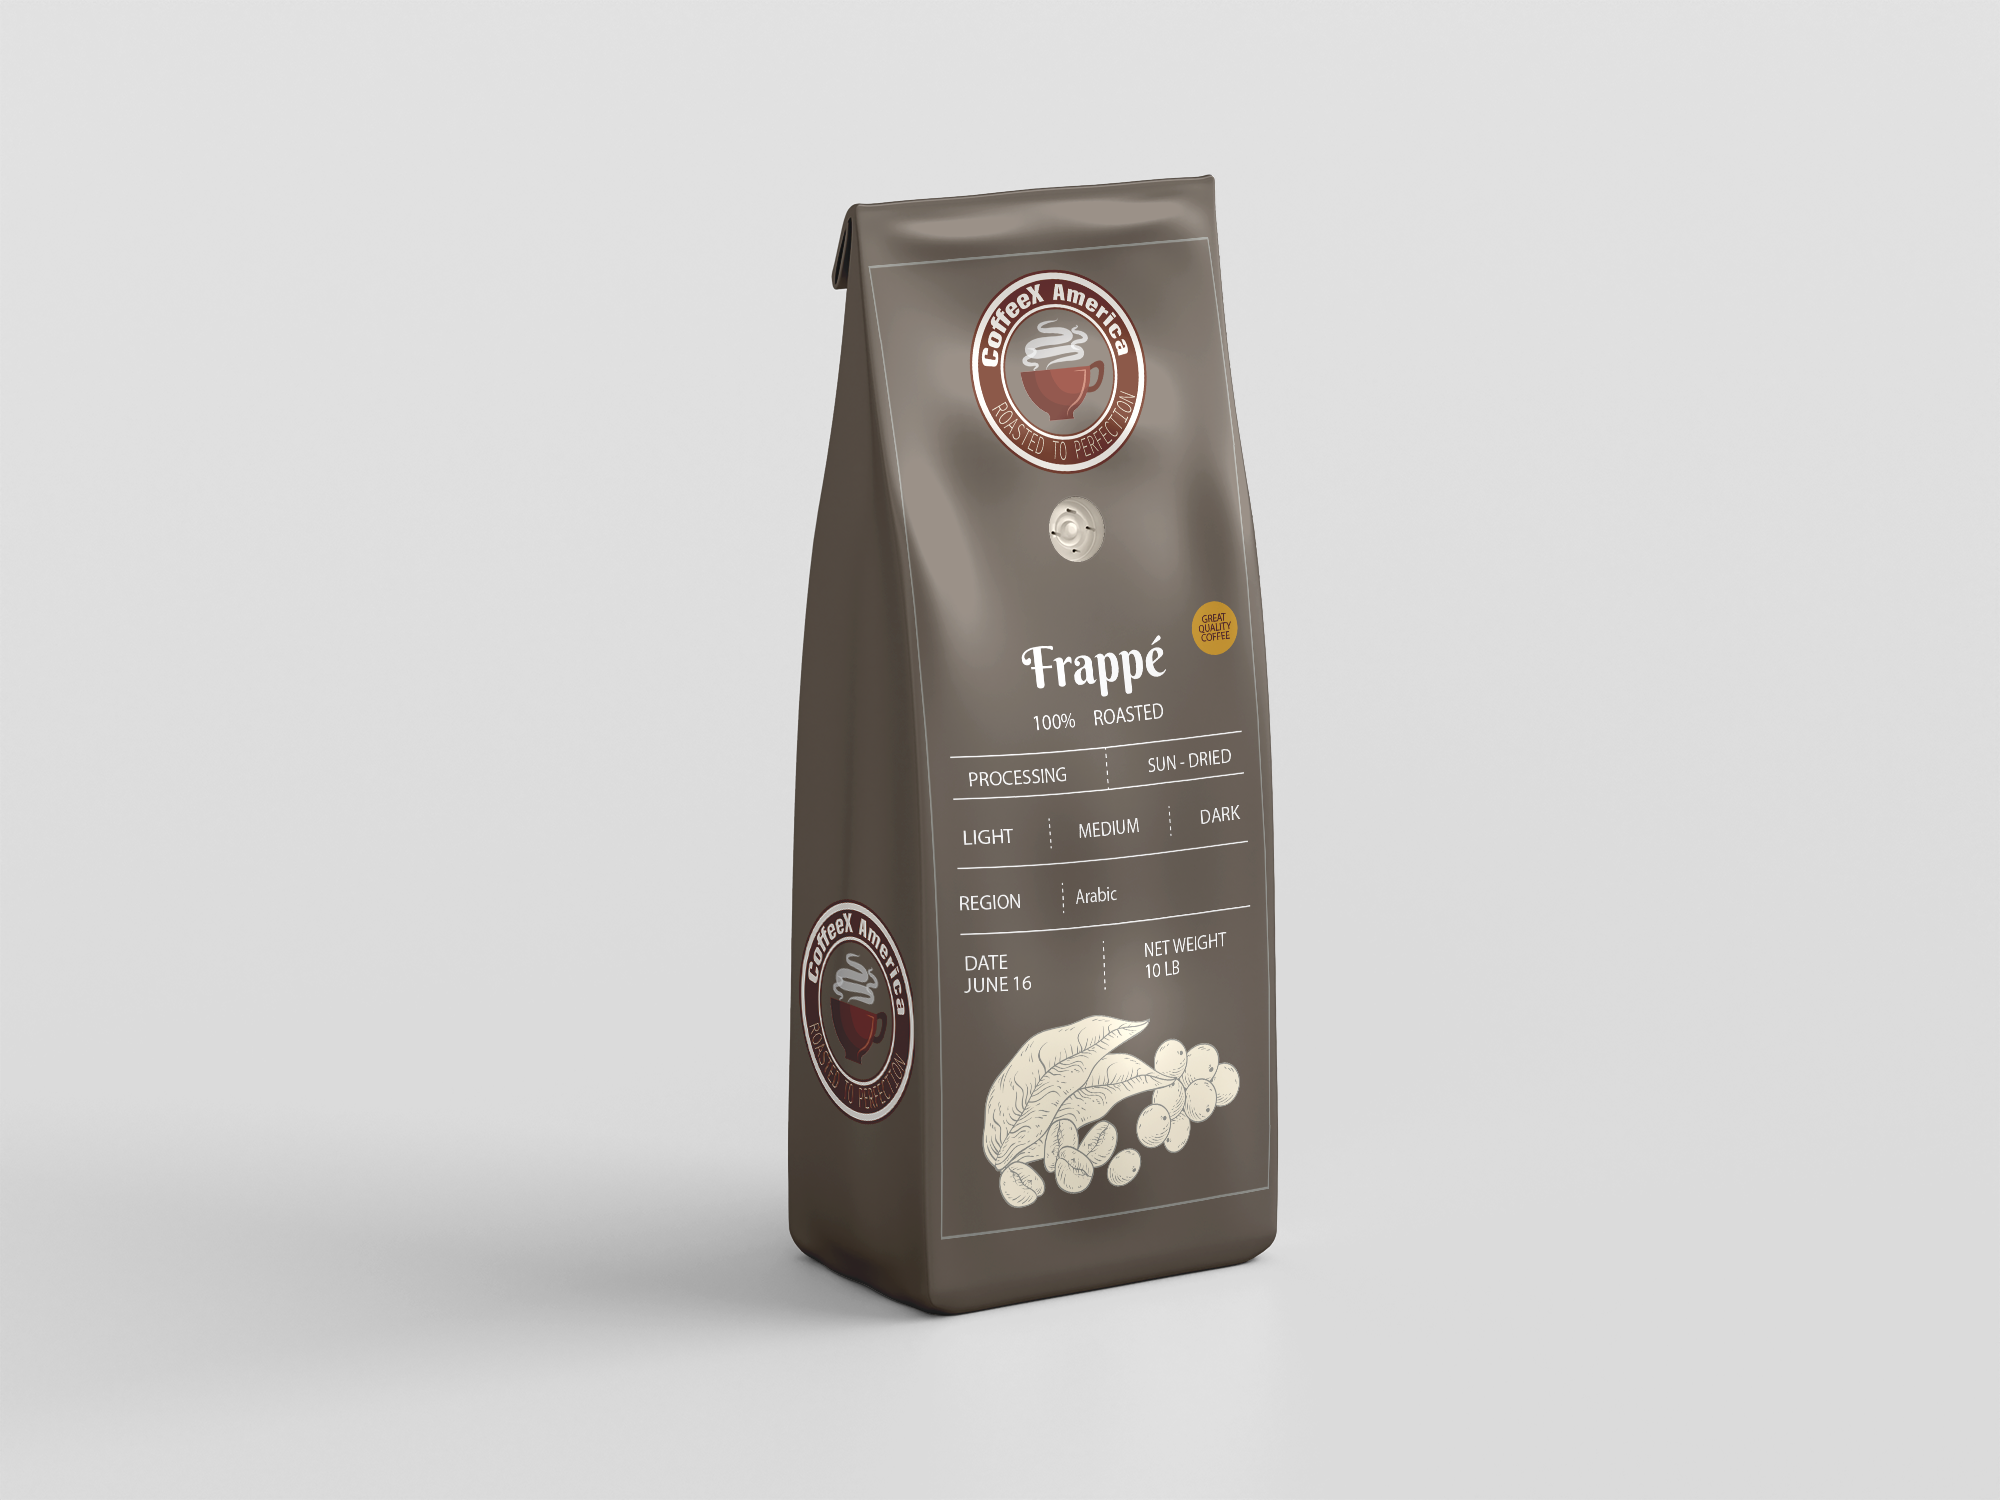 CoffeeX America
ROASTED TO PERFECTION
GREAT
QUALITY
COFFEE
Frappé
100% ROASTED
PROCESSING SUN - DRIED
LIGHT MEDIUM DARK
REGION Arabic
DATE
JUNE 16
NET WEIGHT
10 LB
CoffeeX America
ROASTED TO PERFECTION